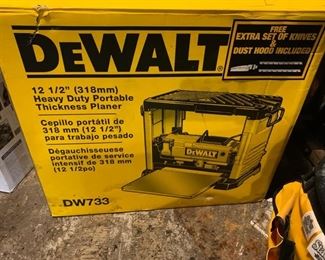 DEWALT®
FREE
EXTRA SET OF KNIVES
& DUST HOOD INCLUDED
12 1/2" (318mm)
Heavy Duty Portable
Thickness Planer
Cepillo portátil de
318 mm (12 1/2")
para trabajo pesado
Dégauchisseuese
portative de service
intensif de 318 mm
(12 1/2po)
DEWALT
DW733